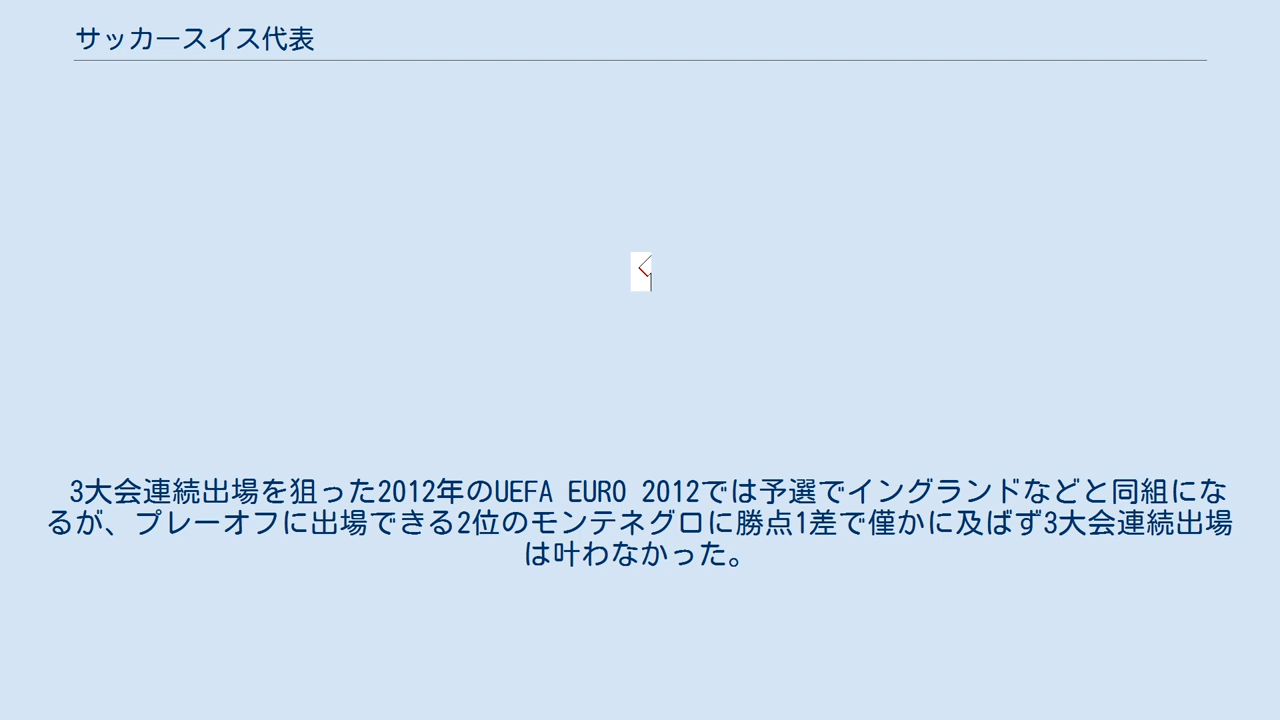 サッカースイス代表
3大会連続出場を狙った2012年のUEFA EURO 2012では予選でイングランドなどと同組にな
るが、プレーオフに出場できる2位のモンテネグロに勝点1差で僅かに及ばず3大会連続出場
は叶わなかった。